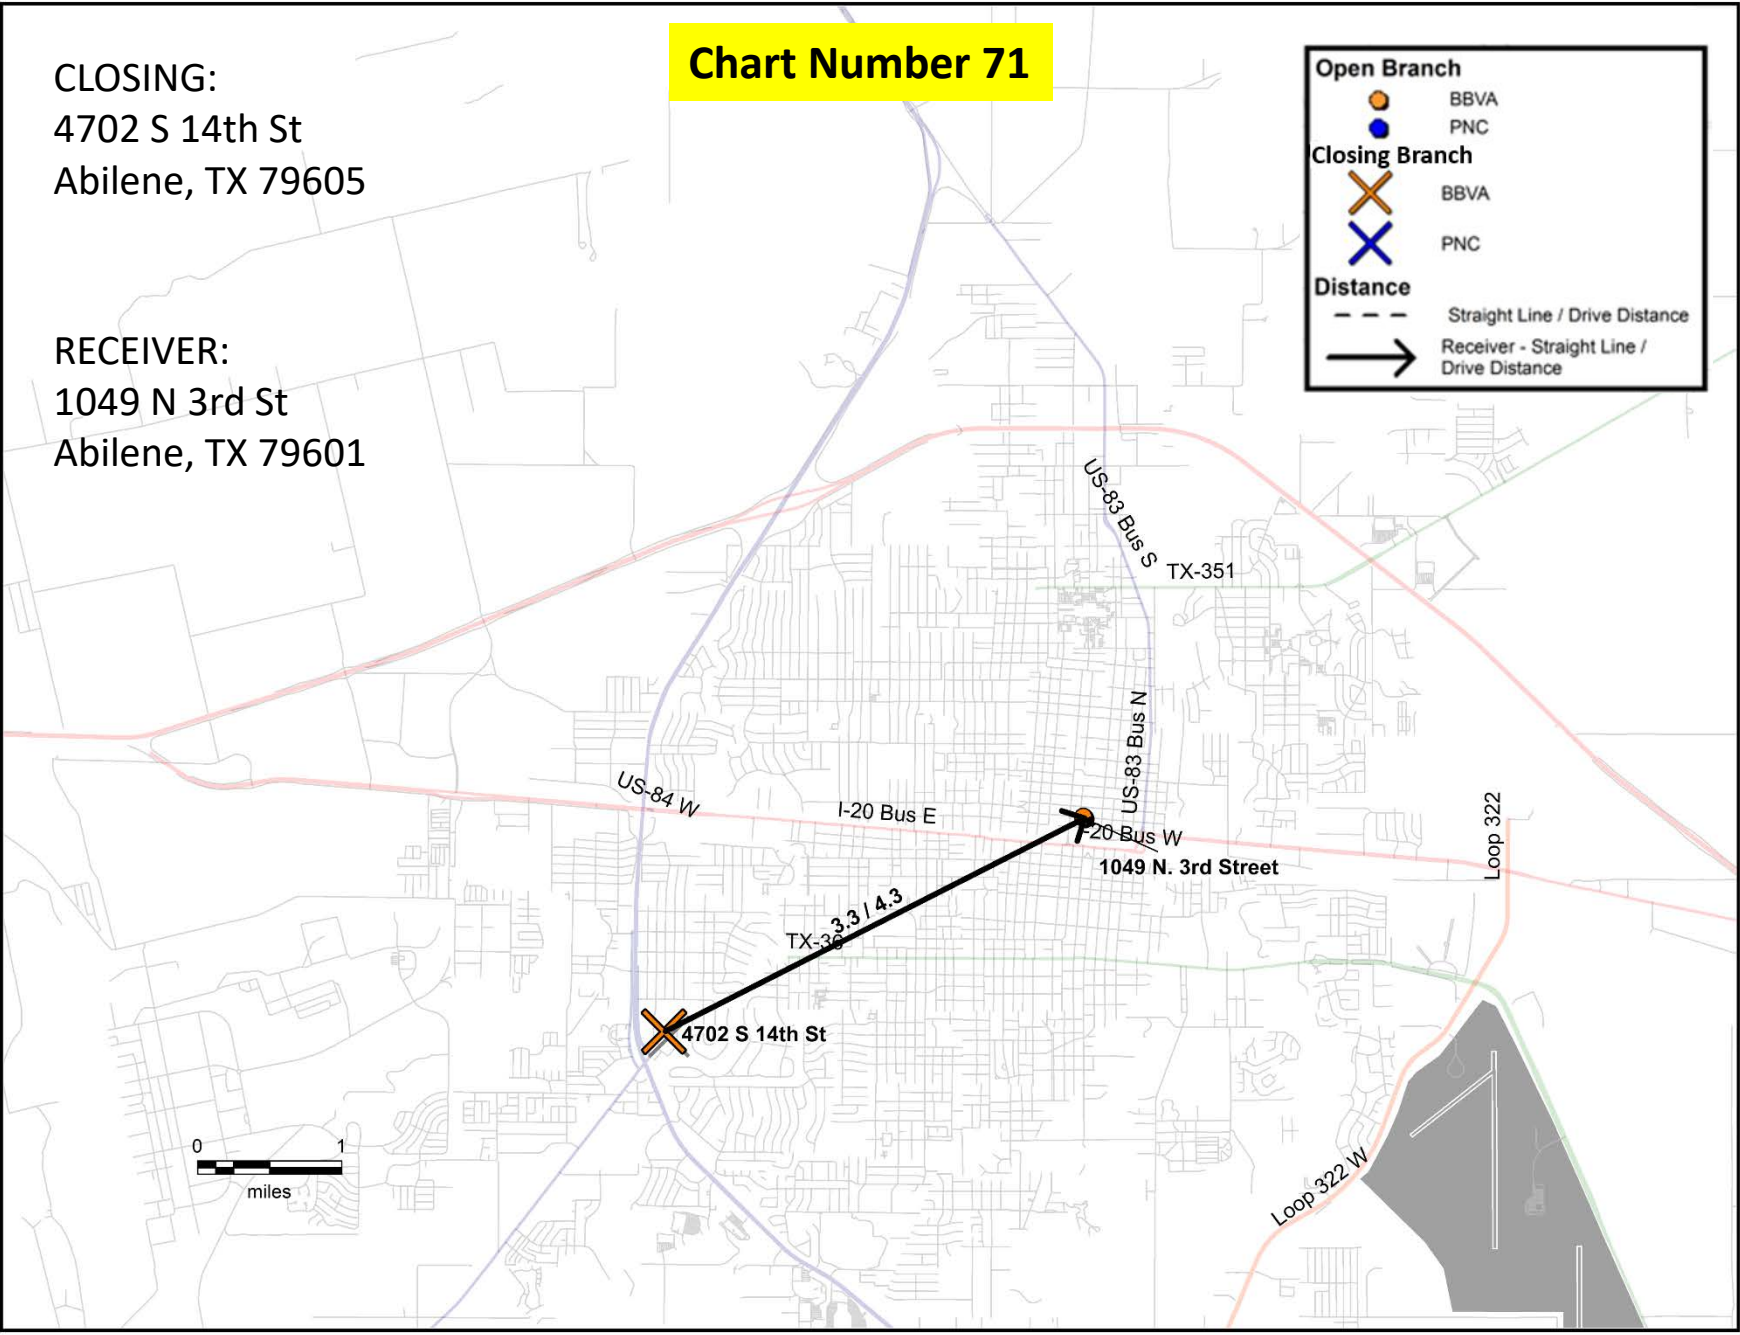 Chart Number 71
CLOSING:
4702 S 14th St
Abilene, TX 79605
RECEIVER:
1049 N 3rd St
Abilene, TX 79601
Open Branch
BBVA
PNC
Closing Branch
BBVA
PNC
Distance
Straight Line / Drive Distance
Receiver - Straight Line /
Drive Distance
US-83 Bus S
TX-351
US-83 Bus N
US-84 W
I-20 Bus E
-20 Bus W
1049 N. 3rd Street
Loop 322
3.3 / 4.3
TX-36
4702 S 14th St
0 1
miles
Loop 322 W